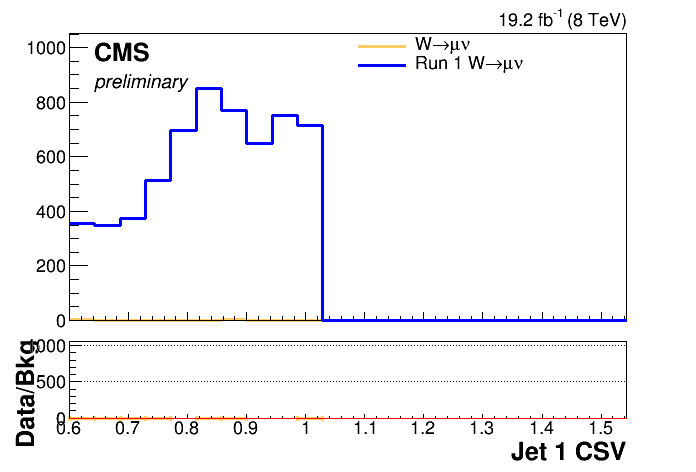 19.2 fb⁻¹ (8 TeV)
CMS
preliminary
W→μν
Run 1 W→μν
1000
800
600
400
200
0
Data/Bkg
500
0
0.6 0.7 0.8 0.9 1 1.1 1.2 1.3 1.4 1.5
Jet 1 CSV